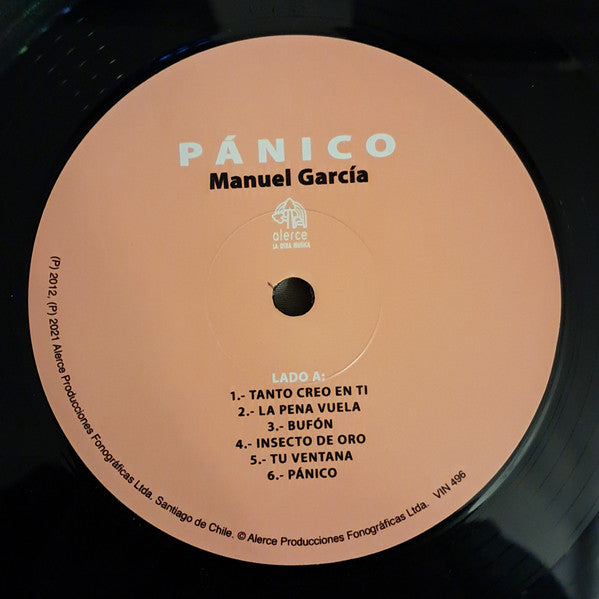 PÁNICO
Manuel García
alerce
LA OTRA MÚSICA
LADO A:
1.- TANTO CREO EN TI
2.- LA PENA VUELA
3.- BUFÓN
4.- INSECTO DE ORO
5.- TU VENTANA
6.- PÁNICO
(P) 2012, (P) 2021 Alerce Producciones Fonográficas Ltda. Santiago de Chile. © Alerce Producciones Fonográficas Ltda. VIN 496